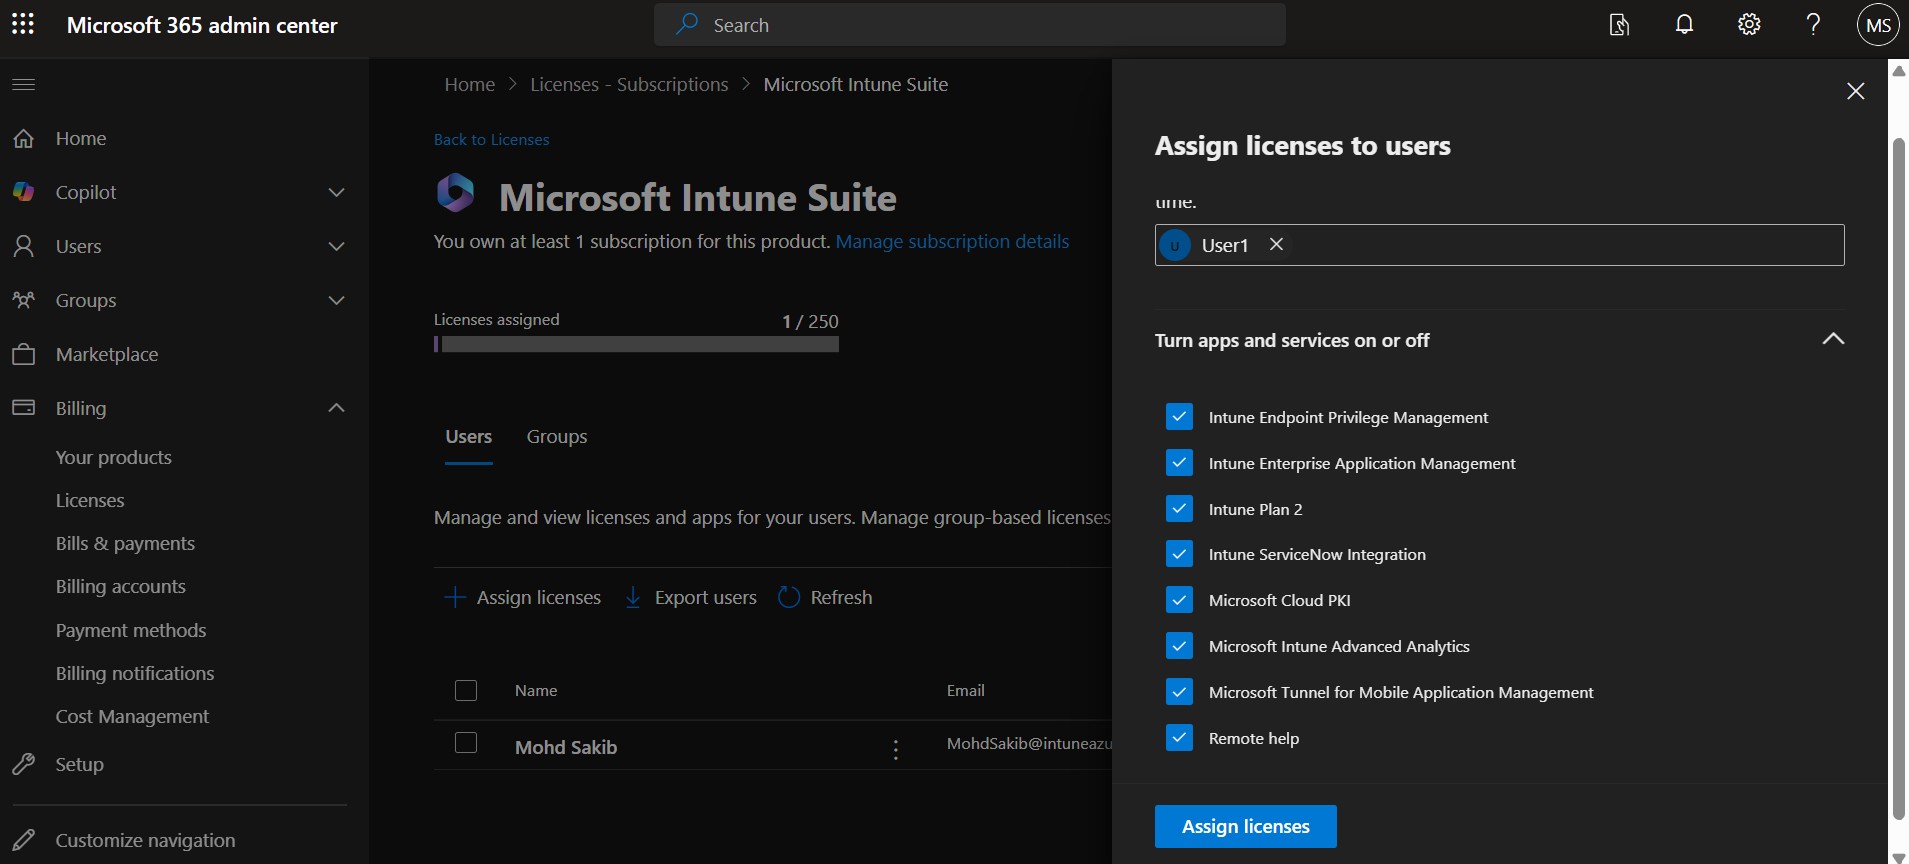 Microsoft 365 admin center
Search
MS
Home
Copilot
Users
Groups
Marketplace
Billing
Your products
Licenses
Bills & payments
Billing accounts
Payment methods
Billing notifications
Cost Management
Setup
Customize navigation
Home > Licenses - Subscriptions > Microsoft Intune Suite
Back to Licenses
Microsoft Intune Suite
You own at least 1 subscription for this product. Manage subscription details
Licenses assigned 1 / 250
Users Groups
Manage and view licenses and apps for your users. Manage group-based licenses
Assign licenses Export users Refresh
Name Email
Mohd Sakib MohdSakib@intuneazu
Assign licenses to users
time.
U User1
Turn apps and services on or off
Intune Endpoint Privilege Management
Intune Enterprise Application Management
Intune Plan 2
Intune ServiceNow Integration
Microsoft Cloud PKI
Microsoft Intune Advanced Analytics
Microsoft Tunnel for Mobile Application Management
Remote help
Assign licenses